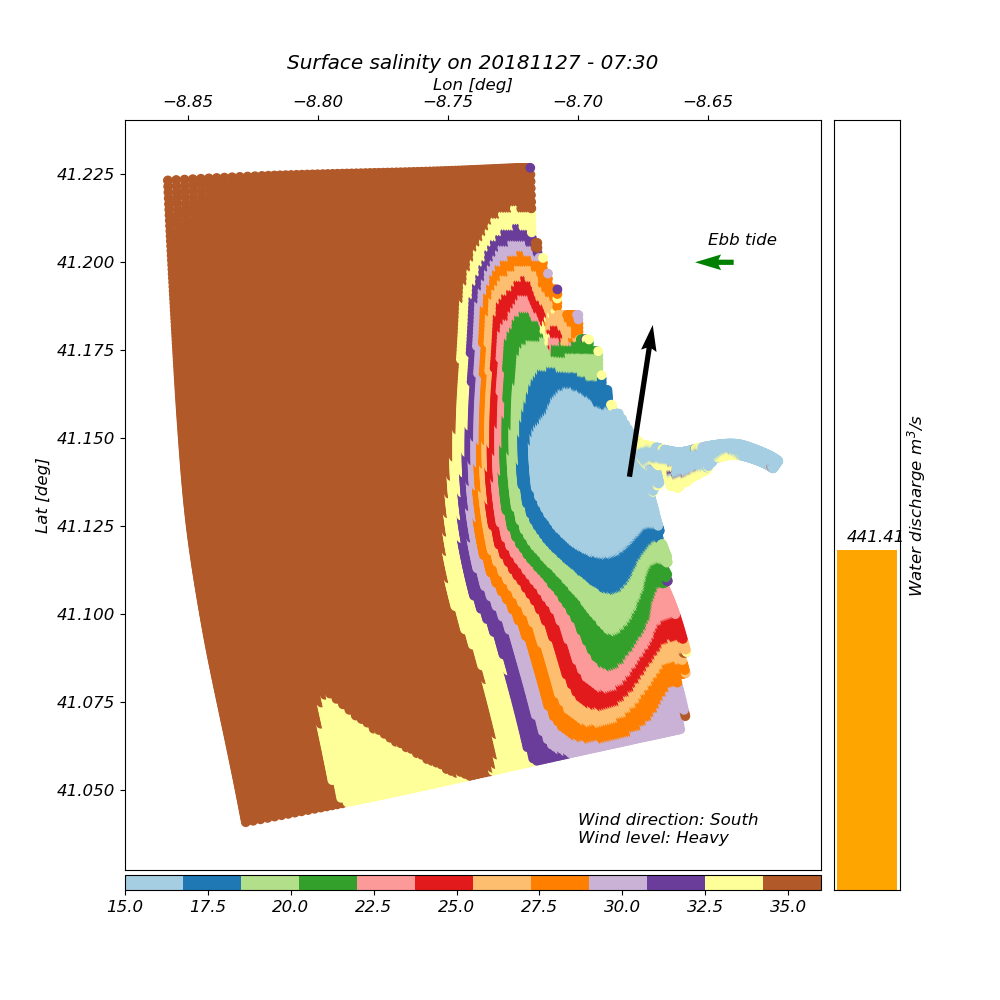 Surface salinity on 20181127 - 07:30
Lon [deg]
−8.85 −8.80 −8.75 −8.70 −8.65
41.225
41.200
41.175
41.150
41.125
41.100
41.075
41.050
Lat [deg]
Ebb tide
Wind direction: South
Wind level: Heavy
15.0 17.5 20.0 22.5 25.0 27.5 30.0 32.5 35.0
441.41
Water discharge m³/s